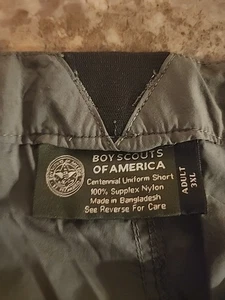 BOY SCOUTS
OF AMERICA
Centennial Uniform Short
100% Supplex Nylon
Made in Bangladesh
See Reverse For Care
ADULT
3XL